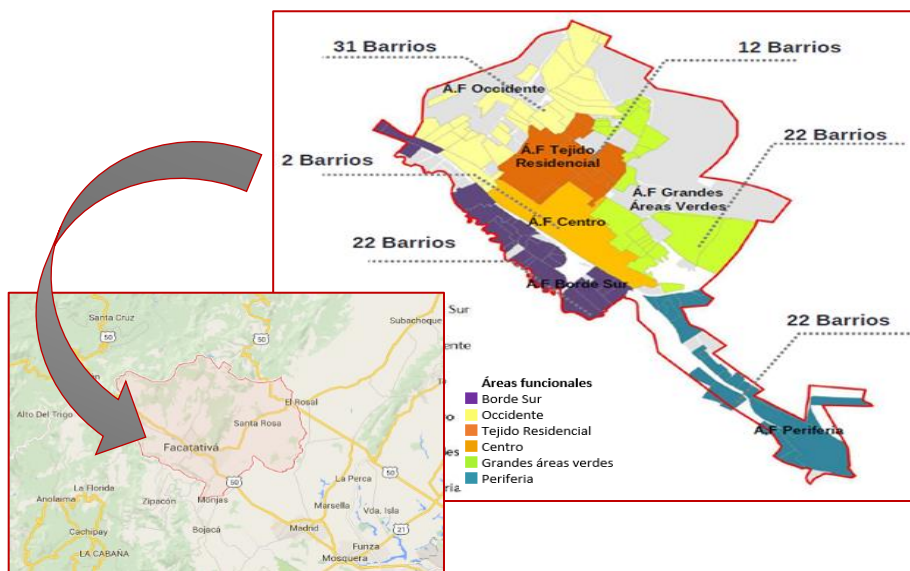 31 Barrios
12 Barrios
Á.F Occidente
22 Barrios
Á.F Tejido
Residencial
2 Barrios
Á.F Grandes
Áreas Verdes
Á.F. Centro
22 Barrios
Á.F Borde Sur
Sur
22 Barrios
Á.F Periferia
Áreas funcionales
Borde Sur
Occidente
Tejido Residencial
Centro
Grandes áreas verdes
Periferia
Santa Cruz
50
Subachoque
50
El Rosal
Alto Del Trigo
Santa Rosa
Facatativá
La Perca
50
La Florida
50
Anolaima
Zipacón
Monjas
Marsella
Vda. Isla
Cachipay
Bojacá
Madrid
21
LA CABAÑA
Funza
Mosquera